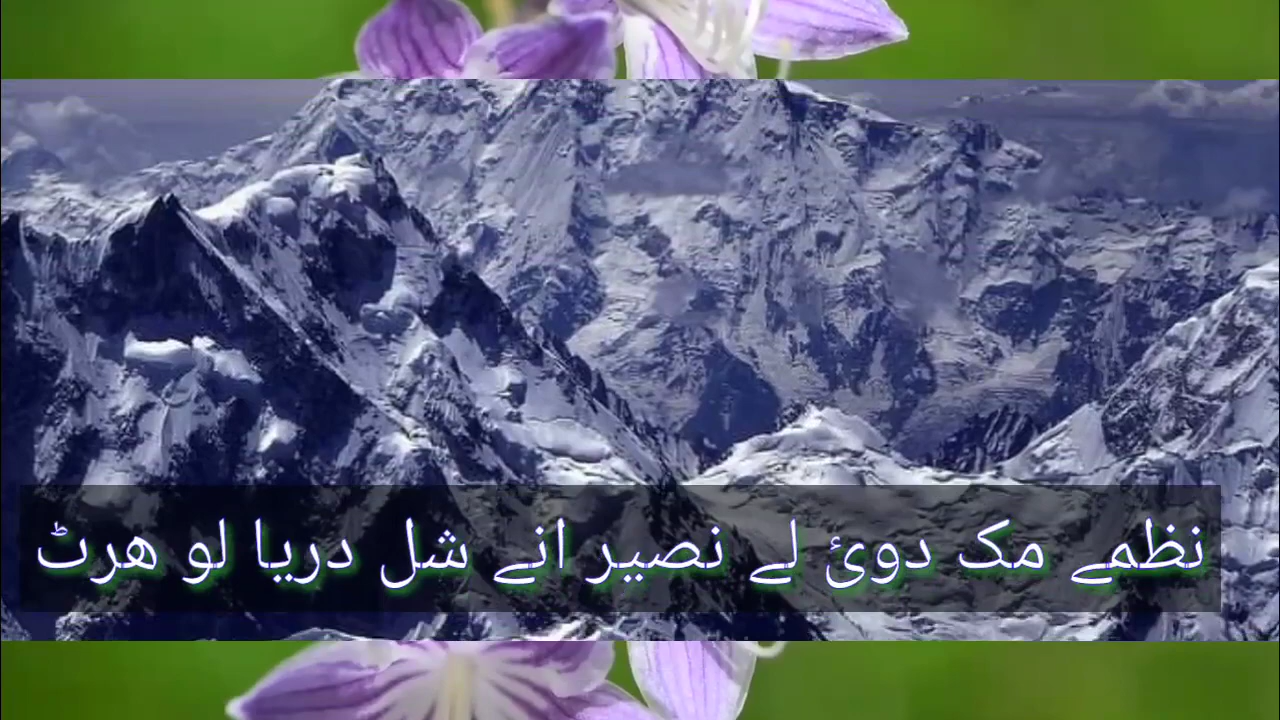 نظمے مک دوئ لے نصیر انے شل دریا لو ھرٹ